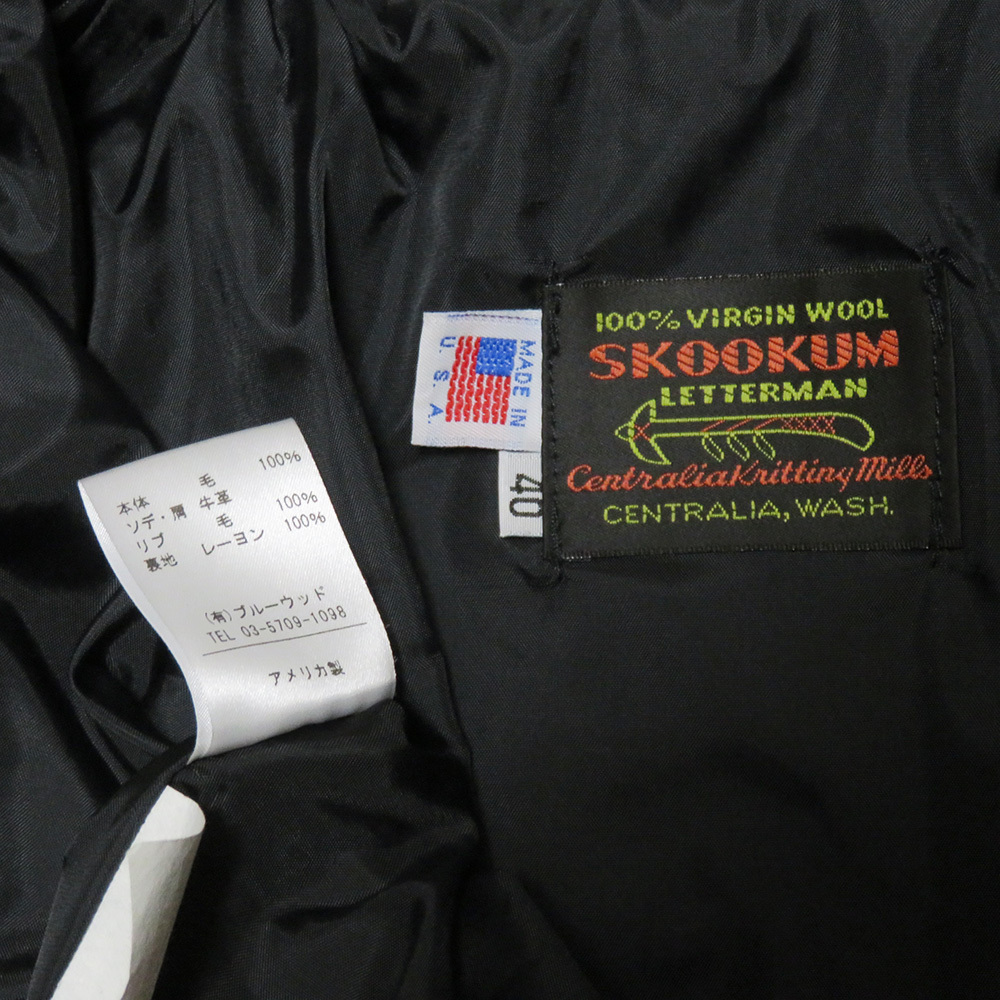 本体 毛 100%
ソデ・肩 牛革 100%
リブ 毛 100%
裏地 レーヨン
(有)ブルーウッド
TEL 03-5709-1098
アメリカ製
MADE IN
U.S.A.
40
100% VIRGIN WOOL
SKOOKUM
LETTERMAN
Centralia Knitting Mills
CENTRALIA, WASH.